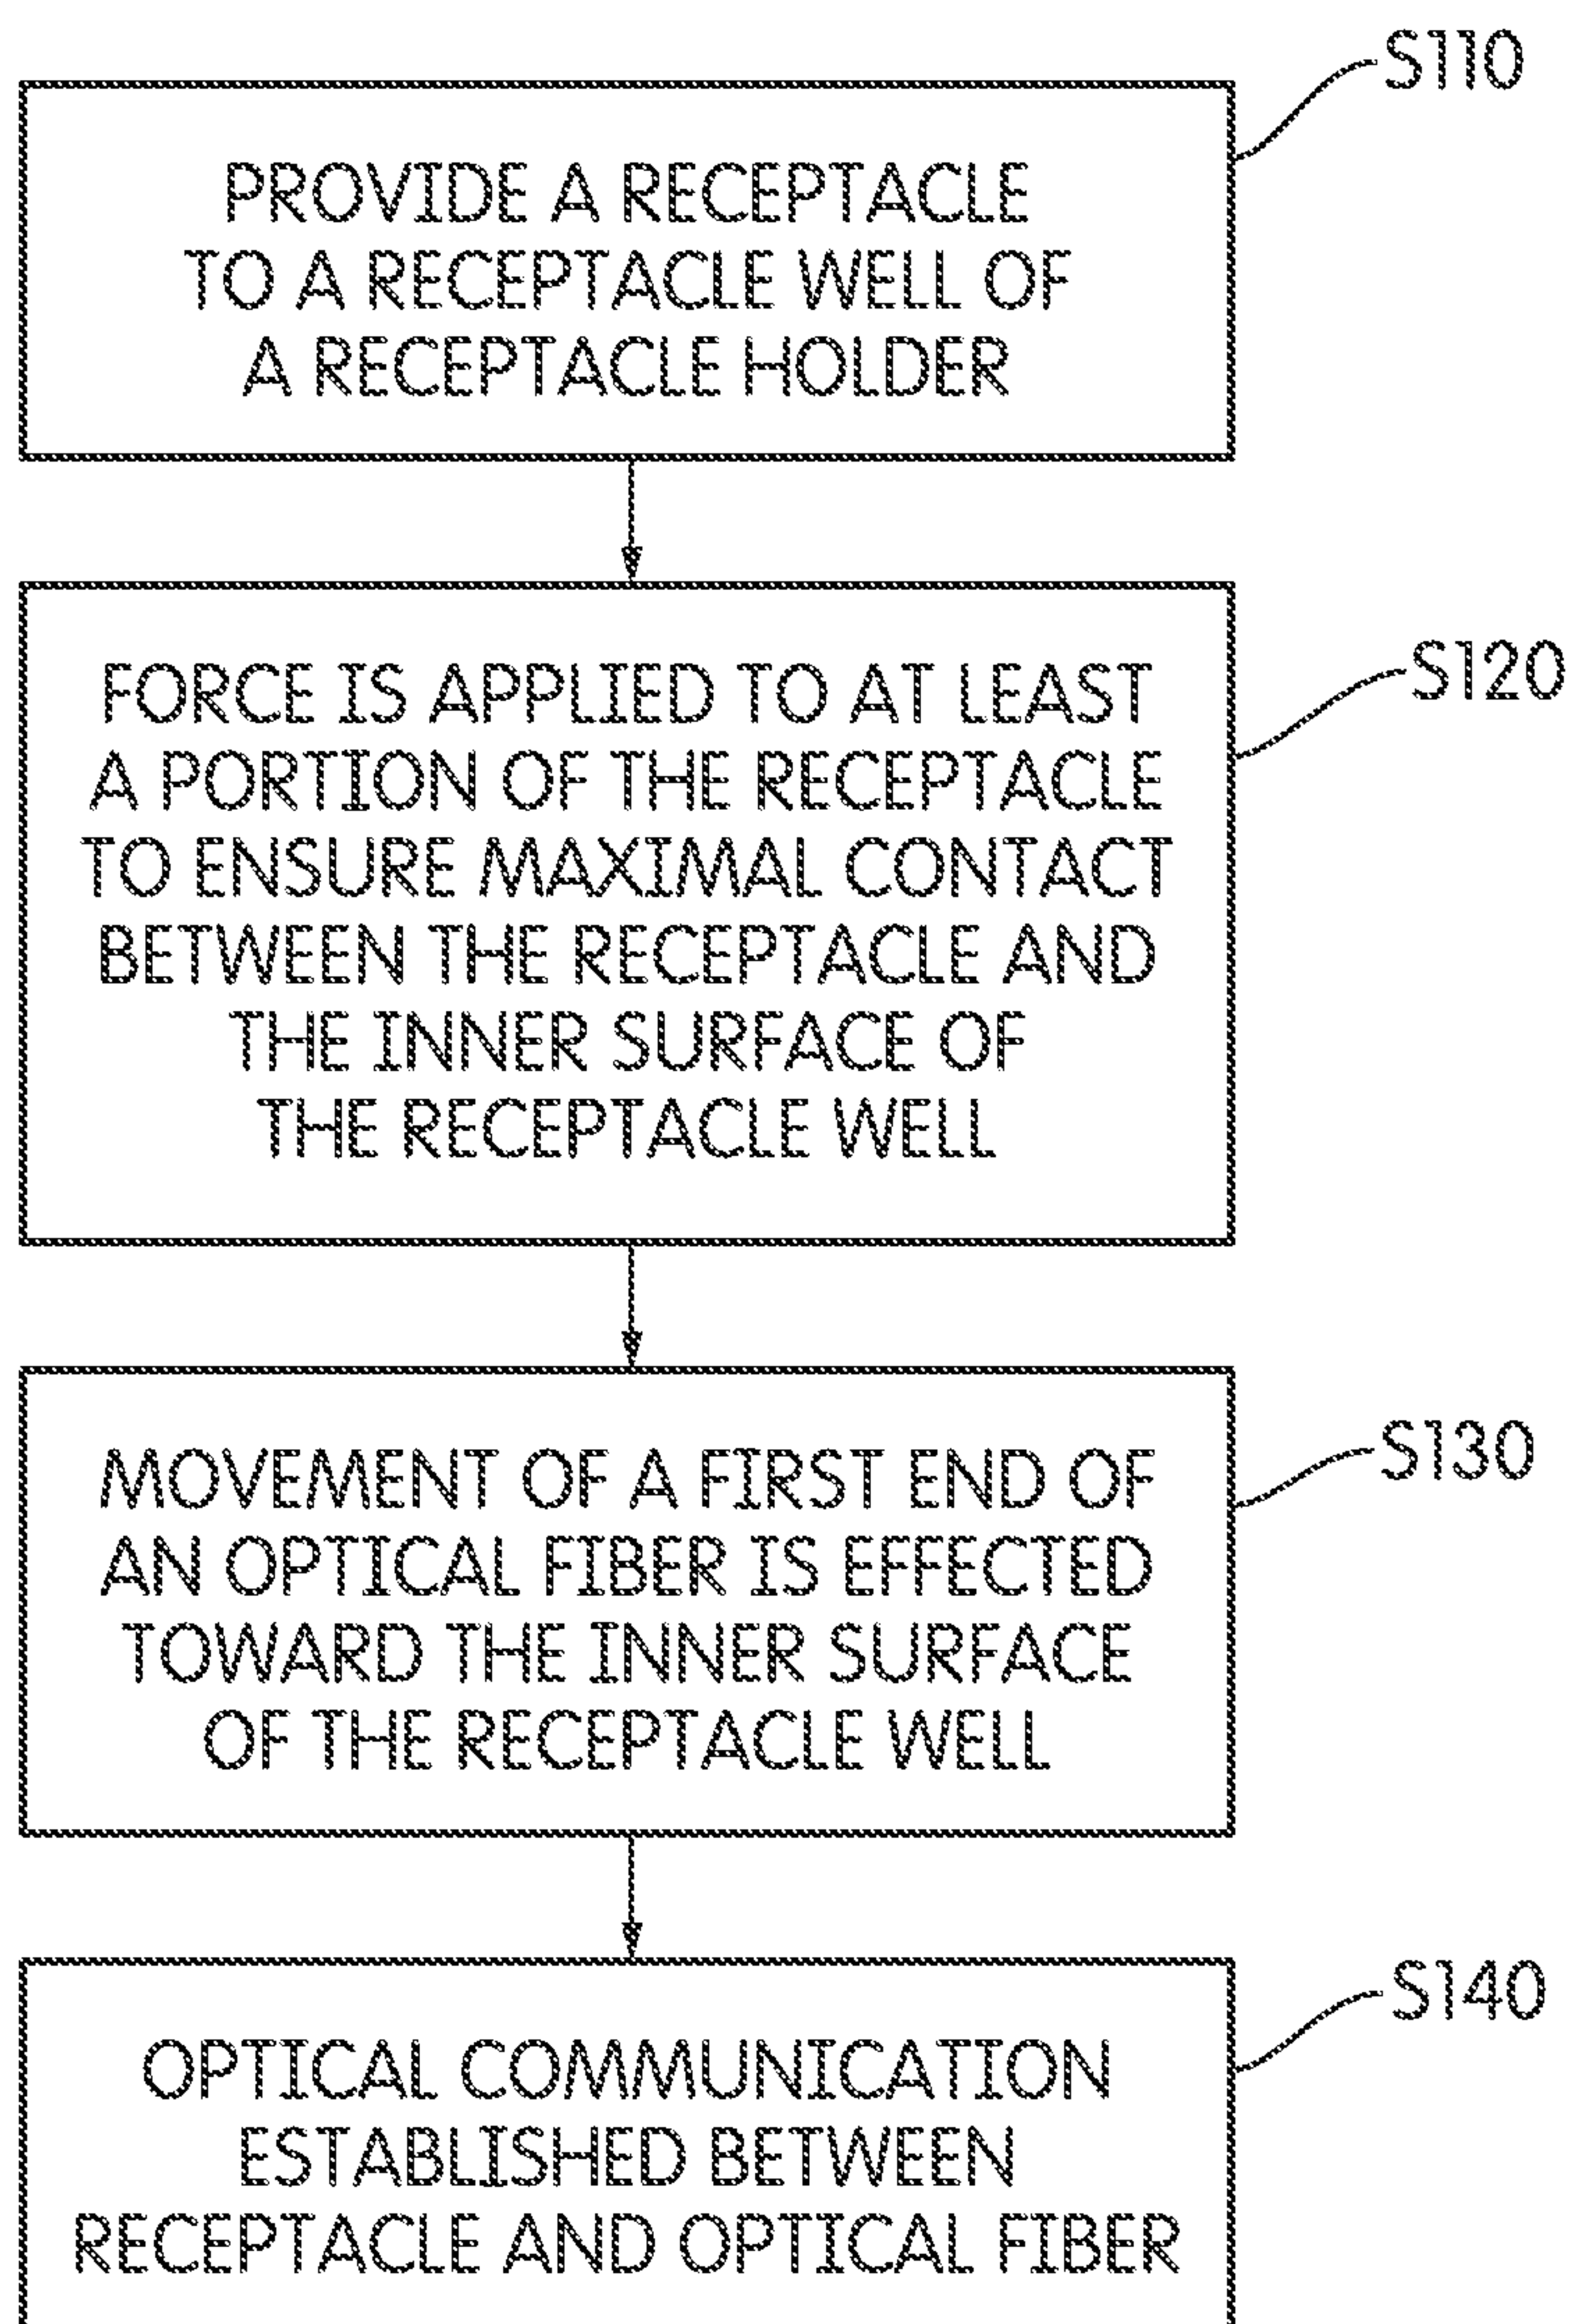 S110
PROVIDE A RECEPTACLE
TO A RECEPTACLE WELL OF
A RECEPTACLE HOLDER
S120
FORCE IS APPLIED TO AT LEAST
A PORTION OF THE RECEPTACLE
TO ENSURE MAXIMAL CONTACT
BETWEEN THE RECEPTACLE AND
THE INNER SURFACE OF
THE RECEPTACLE WELL
S130
MOVEMENT OF A FIRST END OF
AN OPTICAL FIBER IS EFFECTED
TOWARD THE INNER SURFACE
OF THE RECEPTACLE WELL
S140
OPTICAL COMMUNICATION
ESTABLISHED BETWEEN
RECEPTACLE AND OPTICAL FIBER